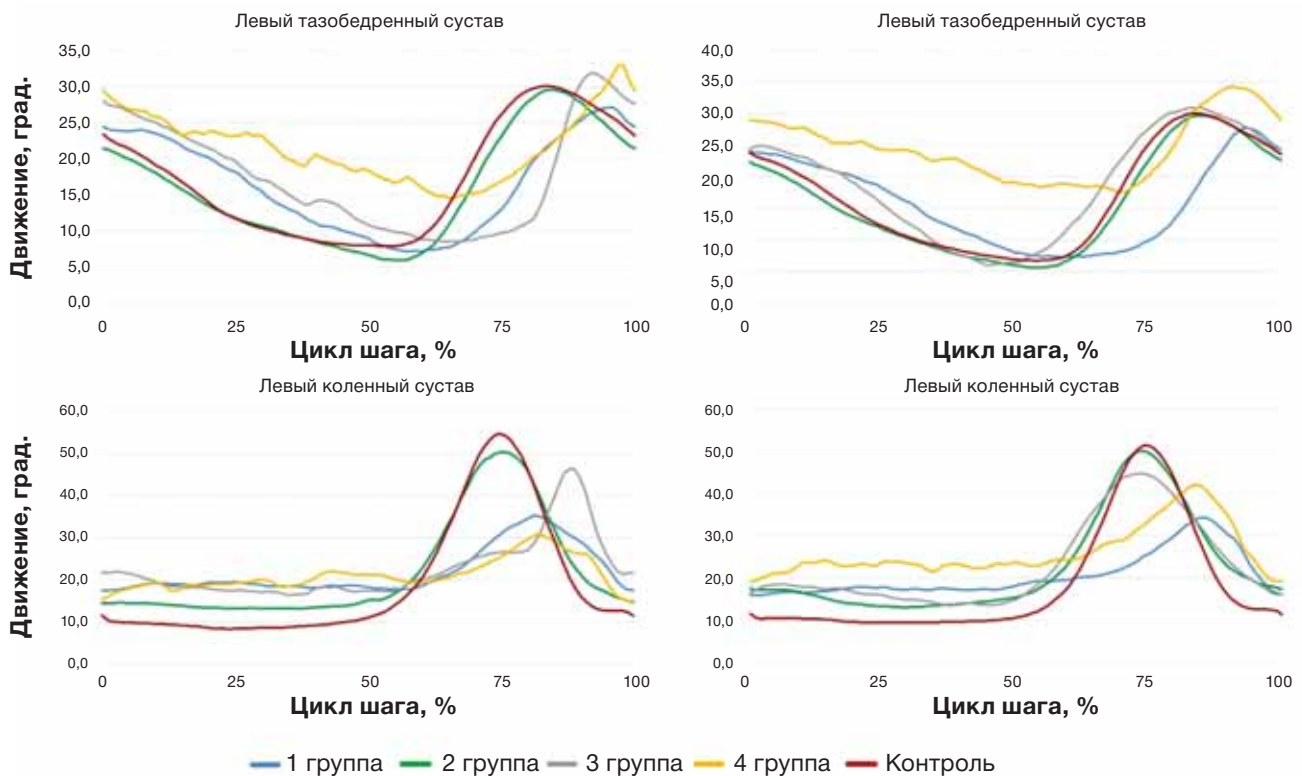 Левый тазобедренный сустав
Движение, град.
35,0
30,0
25,0
20,0
15,0
10,0
5,0
0,0
0 25 50 75 100
Цикл шага, %
Левый тазобедренный сустав
40,0
35,0
30,0
25,0
20,0
15,0
10,0
5,0
0,0
0 25 50 75 100
Цикл шага, %
Левый коленный сустав
Движение, град.
60,0
50,0
40,0
30,0
20,0
10,0
0,0
0 25 50 75 100
Цикл шага, %
Левый коленный сустав
60,0
50,0
40,0
30,0
20,0
10,0
0,0
0 25 50 75 100
Цикл шага, %
1 группа 2 группа 3 группа 4 группа Контроль